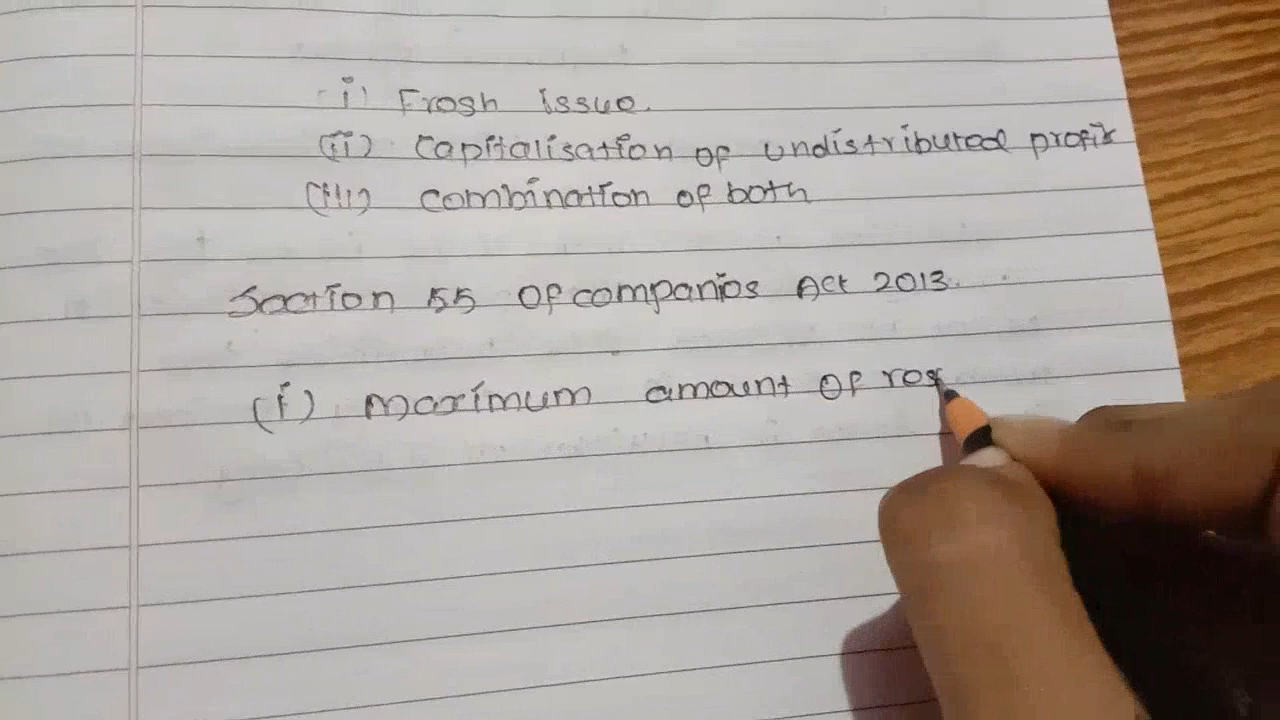 (i) Fresh issue.
(ii) Capitalisation of undistributed profit
(iii) combination of both
Section 55 of companies Act 2013.
(i) Maximum amount of res